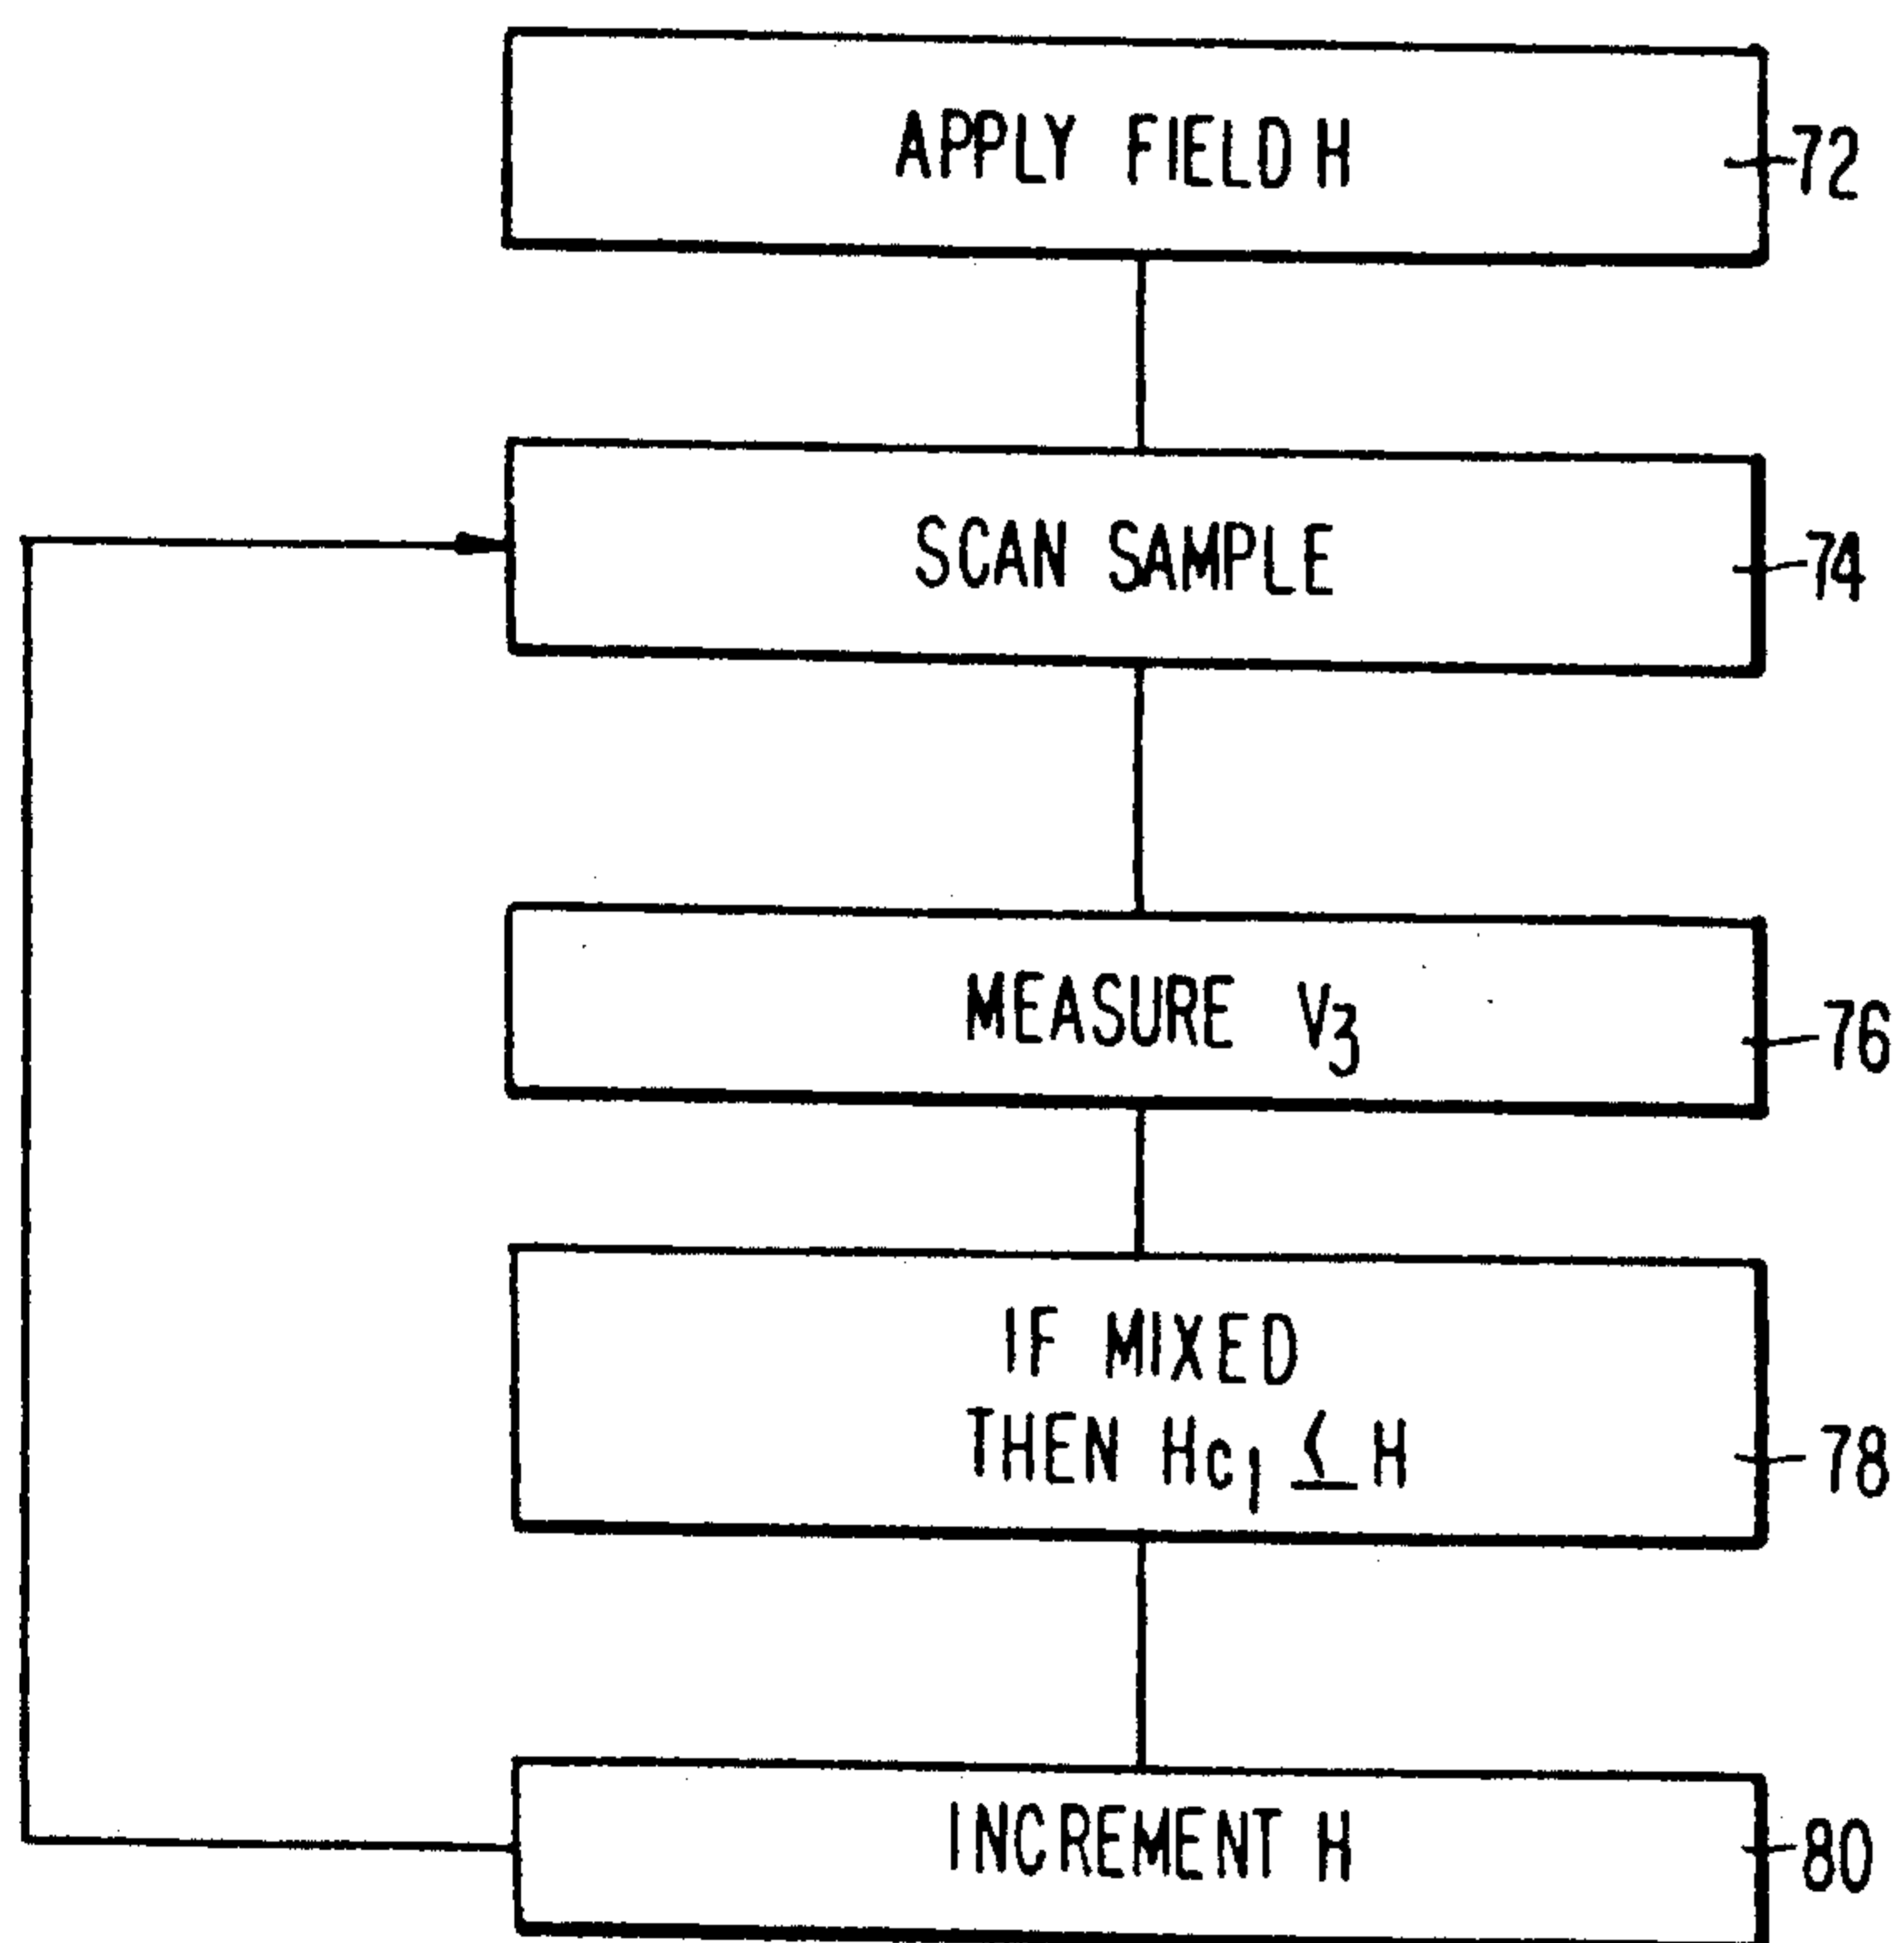 APPLY FIELD H
72
SCAN SAMPLE
74
MEASURE V3
76
IF MIXED
THEN Hc1 ≤ H
78
INCREMENT H
80